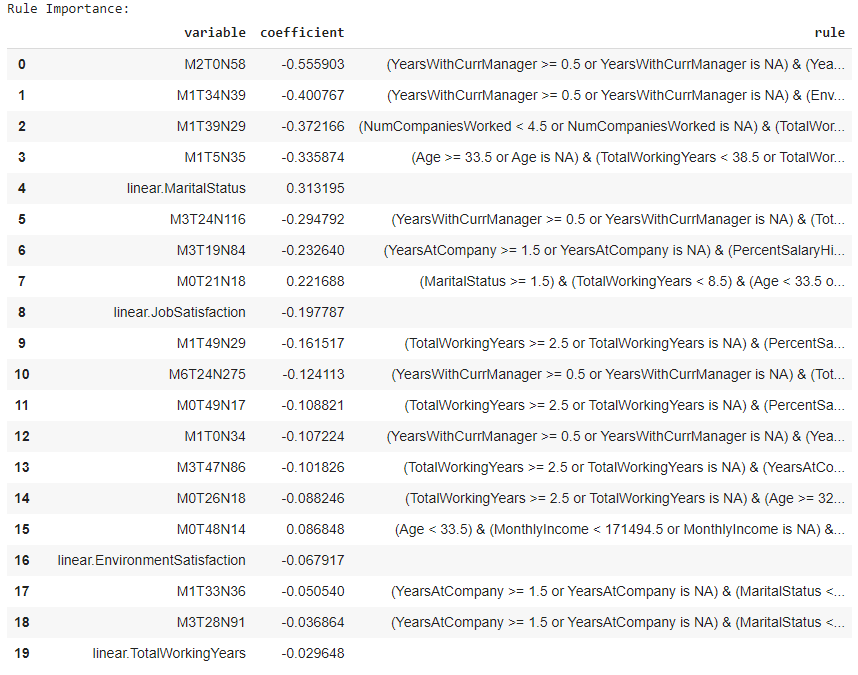 Rule Importance:
variable coefficient rule
0 M2T0N58 -0.555903 (YearsWithCurrManager >= 0.5 or YearsWithCurrManager is NA) & (Yea...
1 M1T34N39 -0.400767 (YearsWithCurrManager >= 0.5 or YearsWithCurrManager is NA) & (Env...
2 M1T39N29 -0.372166 (NumCompaniesWorked < 4.5 or NumCompaniesWorked is NA) & (TotalWor...
3 M1T5N35 -0.335874 (Age >= 33.5 or Age is NA) & (TotalWorkingYears < 38.5 or TotalWor...
4 linear.MaritalStatus 0.313195
5 M3T24N116 -0.294792 (YearsWithCurrManager >= 0.5 or YearsWithCurrManager is NA) & (Tot...
6 M3T19N84 -0.232640 (YearsAtCompany >= 1.5 or YearsAtCompany is NA) & (PercentSalaryHi...
7 M0T21N18 0.221688 (MaritalStatus >= 1.5) & (TotalWorkingYears < 8.5) & (Age < 33.5 o...
8 linear.JobSatisfaction -0.197787
9 M1T49N29 -0.161517 (TotalWorkingYears >= 2.5 or TotalWorkingYears is NA) & (PercentSa...
10 M6T24N275 -0.124113 (YearsWithCurrManager >= 0.5 or YearsWithCurrManager is NA) & (Tot...
11 M0T49N17 -0.108821 (TotalWorkingYears >= 2.5 or TotalWorkingYears is NA) & (PercentSa...
12 M1T0N34 -0.107224 (YearsWithCurrManager >= 0.5 or YearsWithCurrManager is NA) & (Yea...
13 M3T47N86 -0.101826 (TotalWorkingYears >= 2.5 or TotalWorkingYears is NA) & (YearsAtCo...
14 M0T26N18 -0.088246 (TotalWorkingYears >= 2.5 or TotalWorkingYears is NA) & (Age >= 32...
15 M0T48N14 0.086848 (Age < 33.5) & (MonthlyIncome < 171494.5 or MonthlyIncome is NA) &...
16 linear.EnvironmentSatisfaction -0.067917
17 M1T33N36 -0.050540 (YearsAtCompany >= 1.5 or YearsAtCompany is NA) & (MaritalStatus <...
18 M3T28N91 -0.036864 (YearsAtCompany >= 1.5 or YearsAtCompany is NA) & (MaritalStatus <...
19 linear.TotalWorkingYears -0.029648